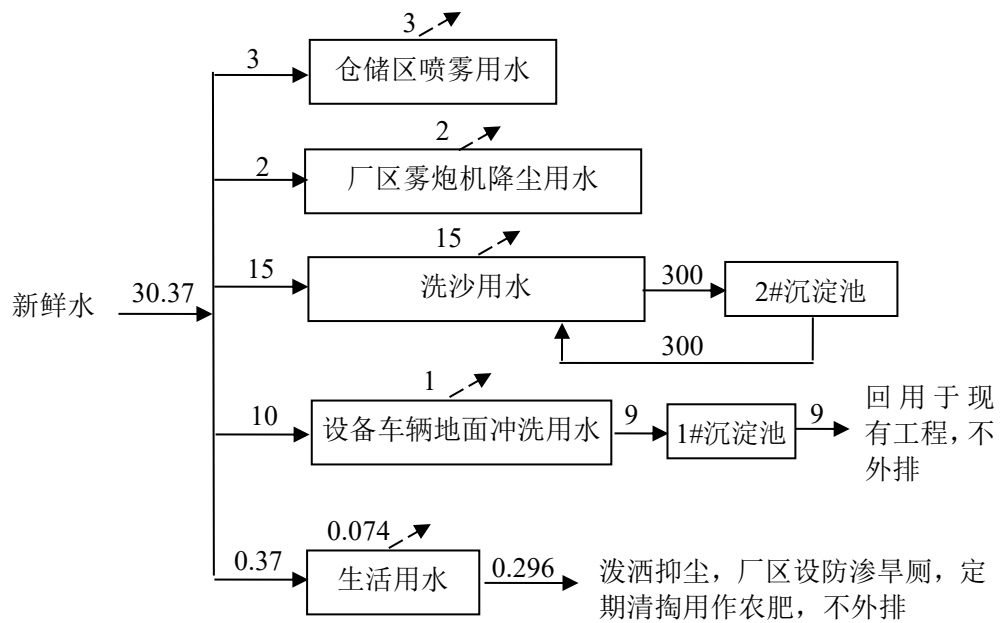 3
3
仓储区喷雾用水
2
2
厂区雾炮机降尘用水
15
15
洗沙用水
300
2#沉淀池
新鲜水
30.37
300
1
10
设备车辆地面冲洗用水
9
1#沉淀池
9
回用于现
有工程,不
外排
0.074
0.37
生活用水
0.296
泼洒抑尘，厂区设防渗旱厕，定
期清掏用作农肥，不外排